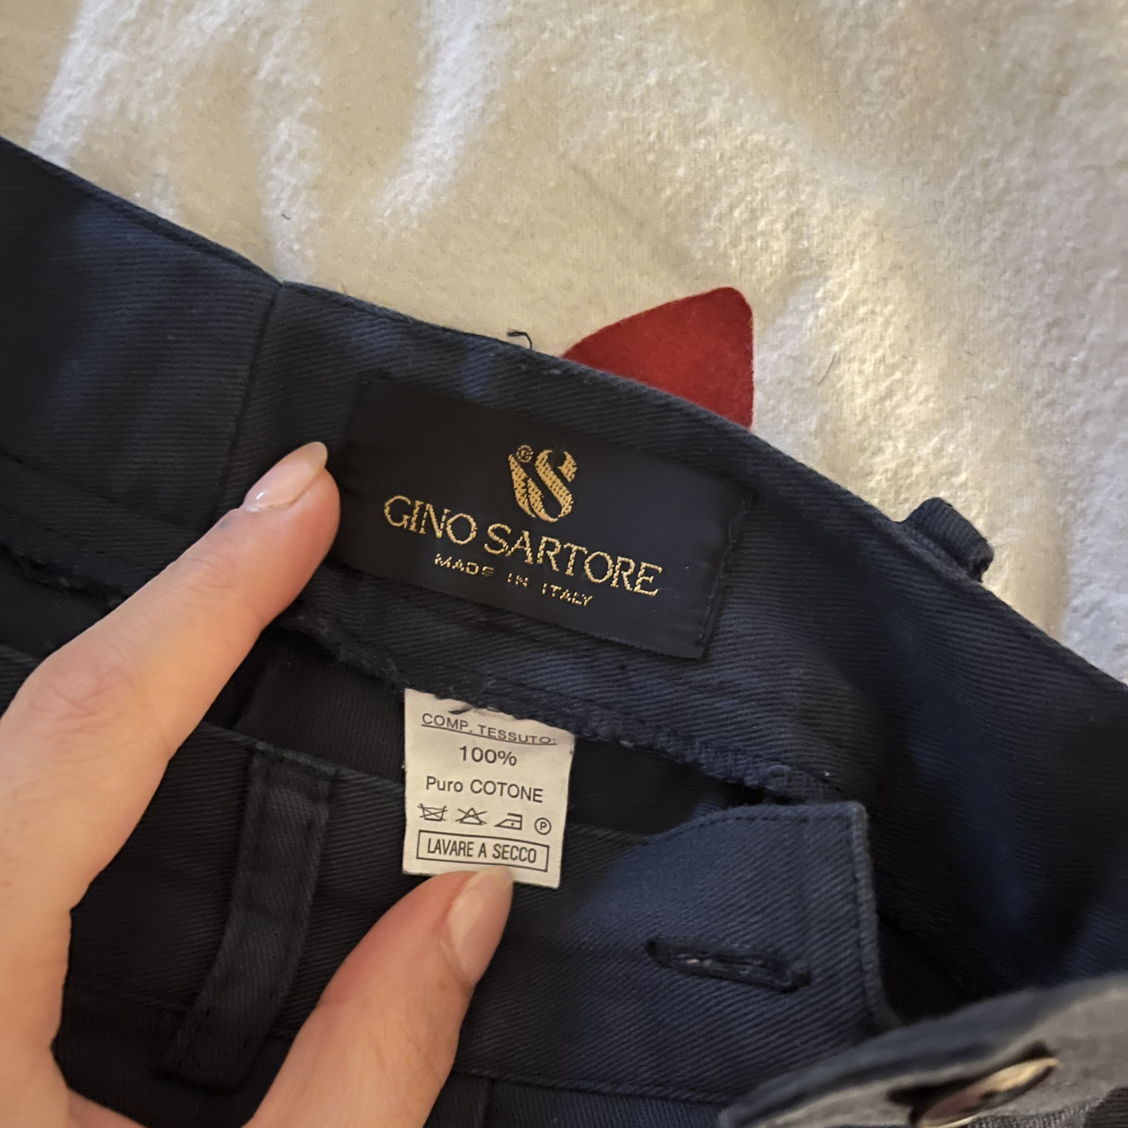 GINO SARTORE
MADE IN ITALY
COMP. TESSUTO:
100%
Puro COTONE
P
LAVARE A SECCO